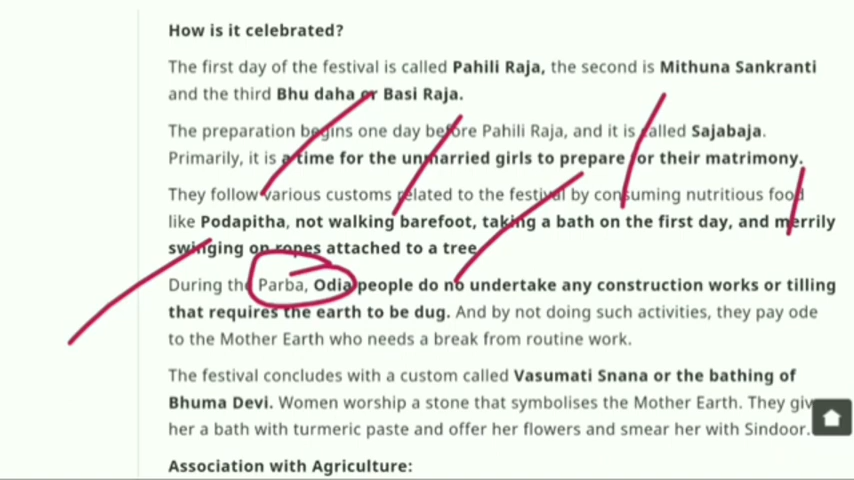 How is it celebrated?
The first day of the festival is called Pahili Raja, the second is Mithuna Sankranti
and the third Bhu daha or Basi Raja.
The preparation begins one day before Pahili Raja, and it is called Sajabaja.
Primarily, it is a time for the unmarried girls to prepare for their matrimony.
They follow various customs related to the festival by consuming nutritious food
like Podapitha, not walking barefoot, taking a bath on the first day, and merrily
swinging on ropes attached to a tree.
During the Parba, Odia people do no undertake any construction works or tilling
that requires the earth to be dug. And by not doing such activities, they pay ode
to the Mother Earth who needs a break from routine work.
The festival concludes with a custom called Vasumati Snana or the bathing of
Bhuma Devi. Women worship a stone that symbolises the Mother Earth. They giv
her a bath with turmeric paste and offer her flowers and smear her with Sindoor.
Association with Agriculture: